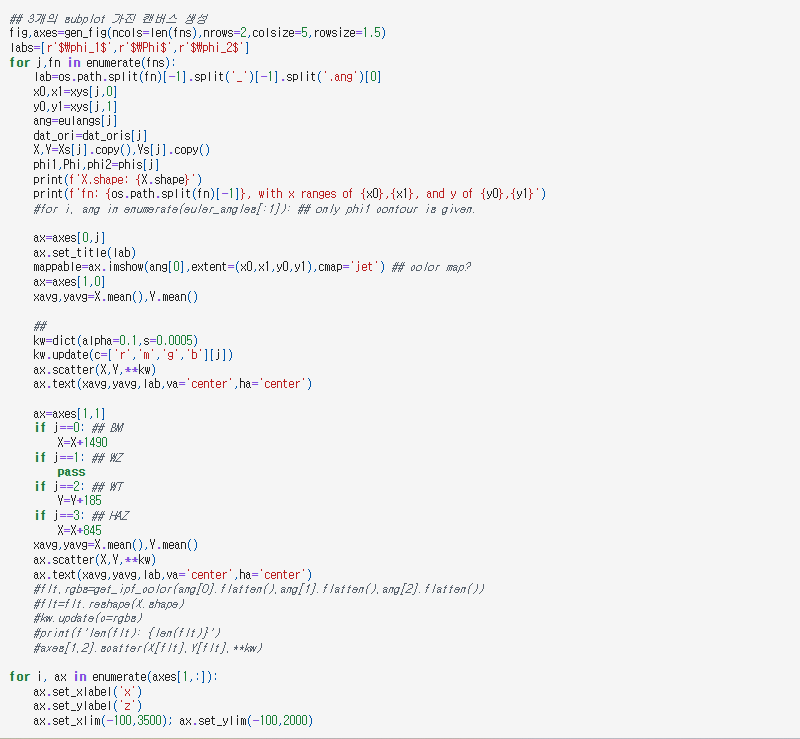 ## 3개의 subplot 가진 캔버스 생성
fig,axes=gen_fig(ncols=len(fns),nrows=2,colsize=5,rowsize=1.5)
labs=[r'$₩phi_1$',r'$₩Phi$',r'$₩phi_2$']
for j,fn in enumerate(fns):
    lab=os.path.split(fn)[-1].split('_')[-1].split('.ang')[0]
    x0,x1=xys[j,0]
    y0,y1=xys[j,1]
    ang=eulangs[j]
    dat_ori=dat_oris[j]
    X,Y=Xs[j].copy(),Ys[j].copy()
    phi1,Phi,phi2=phis[j]
    print(f'X.shape: {X.shape}')
    print(f'fn: {os.path.split(fn)[-1]}, with x ranges of {x0},{x1}, and y of {y0},{y1}')
    #for i, ang in enumerate(euler_angles[:1]): ## only phi1 contour is given.

    ax=axes[0,j]
    ax.set_title(lab)
    mappable=ax.imshow(ang[0],extent=(x0,x1,y0,y1),cmap='jet') ## color map?
    ax=axes[1,0]
    xavg,yavg=X.mean(),Y.mean()

    ##
    kw=dict(alpha=0.1,s=0.0005)
    kw.update(c=['r','m','g','b'][j])
    ax.scatter(X,Y,**kw)
    ax.text(xavg,yavg,lab,va='center',ha='center')

    ax=axes[1,1]
    if j==0: ## BM
        X=X+1490
    if j==1: ## WZ
        pass
    if j==2: ## WT
        Y=Y+185
    if j==3: ## HAZ
        X=X+845
    xavg,yavg=X.mean(),Y.mean()
    ax.scatter(X,Y,**kw)
    ax.text(xavg,yavg,lab,va='center',ha='center')
    #flt,rgbs=get_ipf_color(ang[0].flatten(),ang[1].flatten(),ang[2].flatten())
    #flt=flt.reshape(X.shape)
    #kw.update(c=rgbs)
    #print(f'len(flt): {len(flt)}')
    #axes[1,2].scatter(X[flt],Y[flt],**kw)

for i, ax in enumerate(axes[1,:]):
    ax.set_xlabel('x')
    ax.set_ylabel('z')
    ax.set_xlim(-100,3500); ax.set_ylim(-100,2000)